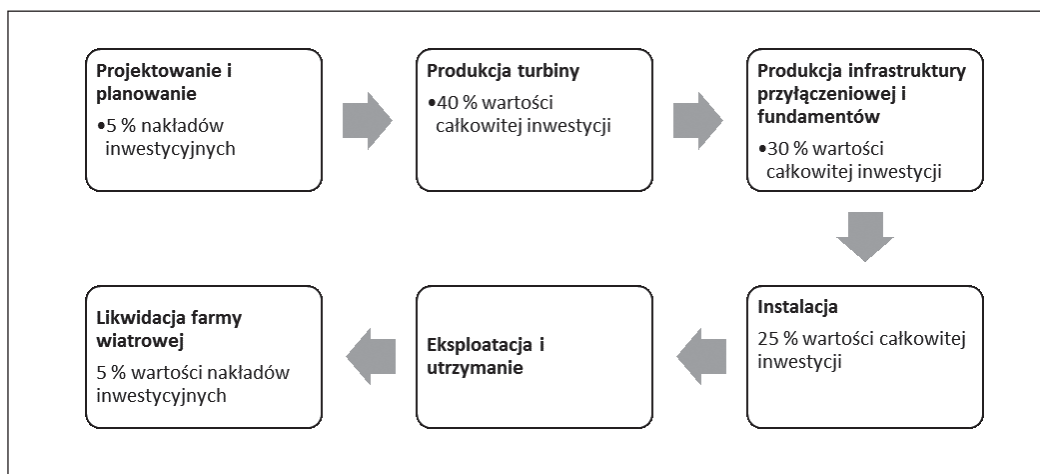 Projektowanie i
planowanie
•5 % nakładów
inwestycyjnych
Produkcja turbiny
•40 % wartości
całkowitej inwestycji
Produkcja infrastruktury
przyłączeniowej i
fundamentów
•30 % wartości
całkowitej inwestycji
Instalacja
25 % wartości całkowitej
inwestycji
Eksploatacja i
utrzymanie
Likwidacja farmy
wiatrowej
5 % wartości nakładów
inwestycyjnych